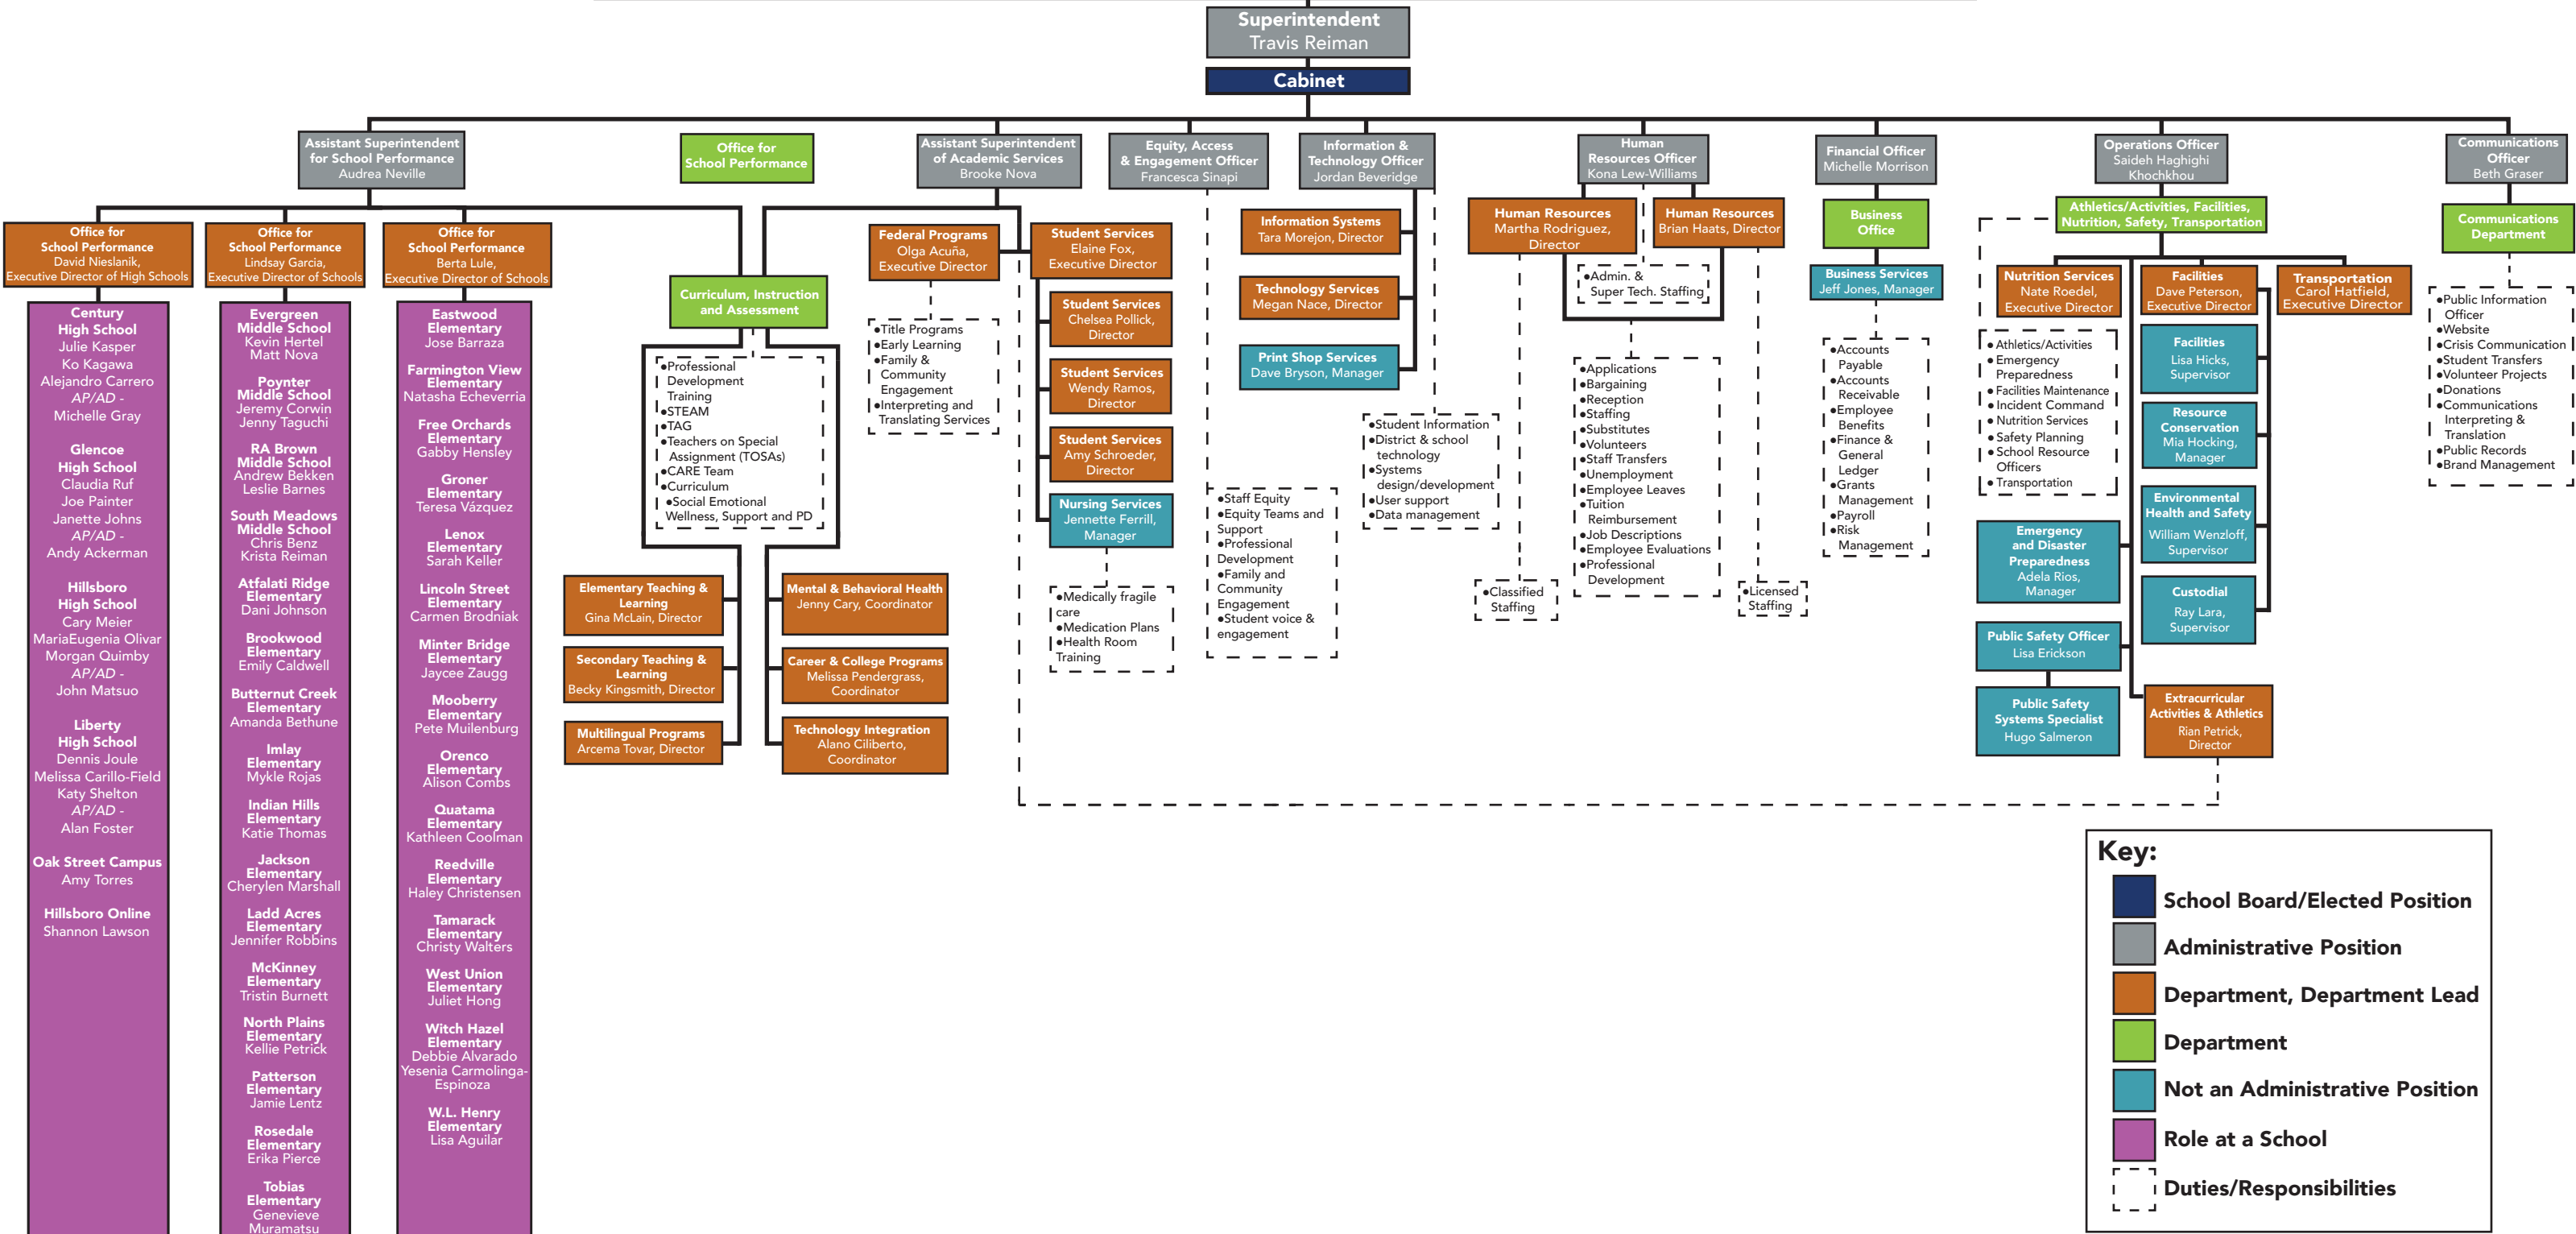 Superintendent
Travis Reiman
Cabinet
Assistant Superintendent
for School Performance
Audrea Neville
Office for
School Performance
Assistant Superintendent
of Academic Services
Brooke Nova
Equity, Access
& Engagement Officer
Francesca Sinapi
Information &
Technology Officer
Jordan Beveridge
Human
Resources Officer
Kona Lew-Williams
Financial Officer
Michelle Morrison
Operations Officer
Saideh Haghighi
Khochkhou
Communications
Officer
Beth Graser
Office for
School Performance
David Nieslanik,
Executive Director of High Schools
Century
High School
Julie Kasper
Ko Kagawa
Alejandro Carrero
AP/AD -
Michelle Gray
Glencoe
High School
Claudia Ruf
Joe Painter
Janette Johns
AP/AD -
Andy Ackerman
Hillsboro
High School
Cary Meier
MariaEugenia Olivar
Morgan Quimby
AP/AD -
John Matsuo
Liberty
High School
Dennis Joule
Melissa Carillo-Field
Katy Shelton
AP/AD -
Alan Foster
Oak Street Campus
Amy Torres
Hillsboro Online
Shannon Lawson
Office for
School Performance
Lindsay Garcia,
Executive Director of Schools
Evergreen
Middle School
Kevin Hertel
Matt Nova
Poynter
Middle School
Jeremy Corwin
Jenny Taguchi
RA Brown
Middle School
Andrew Bekken
Leslie Barnes
South Meadows
Middle School
Chris Benz
Krista Reiman
Atfalati Ridge
Elementary
Dani Johnson
Brookwood
Elementary
Emily Caldwell
Butternut Creek
Elementary
Amanda Bethune
Imlay
Elementary
Mykle Rojas
Indian Hills
Elementary
Katie Thomas
Jackson
Elementary
Cherylen Marshall
Ladd Acres
Elementary
Jennifer Robbins
McKinney
Elementary
Tristin Burnett
North Plains
Elementary
Kellie Petrick
Patterson
Elementary
Jamie Lentz
Rosedale
Elementary
Erika Pierce
Tobias
Elementary
Genevieve
Muramatsu
Office for
School Performance
Berta Lule,
Executive Director of Schools
Eastwood
Elementary
Jose Barraza
Farmington View
Elementary
Natasha Echeverria
Free Orchards
Elementary
Gabby Hensley
Groner
Elementary
Teresa Vázquez
Lenox
Elementary
Sarah Keller
Lincoln Street
Elementary
Carmen Brodniak
Minter Bridge
Elementary
Jaycee Zaugg
Mooberry
Elementary
Pete Muilenburg
Orenco
Elementary
Alison Combs
Quatama
Elementary
Kathleen Coolman
Reedville
Elementary
Haley Christensen
Tamarack
Elementary
Christy Walters
West Union
Elementary
Juliet Hong
Witch Hazel
Elementary
Debbie Alvarado
Yesenia Carmolinga-
Espinoza
W.L. Henry
Elementary
Lisa Aguilar
Curriculum, Instruction
and Assessment
•Professional
Development
Training
•STEAM
•TAG
•Teachers on Special
Assignment (TOSAs)
•CARE Team
•Curriculum
•Social Emotional
Wellness, Support and PD
Elementary Teaching &
Learning
Gina McLain, Director
Secondary Teaching &
Learning
Becky Kingsmith, Director
Multilingual Programs
Arcema Tovar, Director
Mental & Behavioral Health
Jenny Cary, Coordinator
Career & College Programs
Melissa Pendergrass,
Coordinator
Technology Integration
Alano Ciliberto,
Coordinator
Federal Programs
Olga Acuña,
Executive Director
•Title Programs
•Early Learning
•Family &
Community
Engagement
•Interpreting and
Translating Services
Student Services
Elaine Fox,
Executive Director
Student Services
Chelsea Pollick,
Director
Student Services
Wendy Ramos,
Director
Student Services
Amy Schroeder,
Director
Nursing Services
Jennette Ferrill,
Manager
•Medically fragile
care
•Medication Plans
•Health Room
Training
•Staff Equity
•Equity Teams and
Support
•Professional
Development
•Family and
Community
Engagement
•Student voice &
engagement
Information Systems
Tara Morejon, Director
Technology Services
Megan Nace, Director
Print Shop Services
Dave Bryson, Manager
•Student Information
•District & school
technology
•Systems
design/development
•User support
•Data management
Human Resources
Martha Rodriguez,
Director
Human Resources
Brian Haats, Director
•Admin. &
Super Tech. Staffing
•Classified
Staffing
•Applications
•Bargaining
•Reception
•Staffing
•Substitutes
•Volunteers
•Staff Transfers
•Unemployment
•Employee Leaves
•Tuition
Reimbursement
•Job Descriptions
•Employee Evaluations
•Professional
Development
•Licensed
Staffing
Business
Office
Business Services
Jeff Jones, Manager
•Accounts
Payable
•Accounts
Receivable
•Employee
Benefits
•Finance &
General
Ledger
•Grants
Management
•Payroll
•Risk
Management
Athletics/Activities, Facilities,
Nutrition, Safety, Transportation
Nutrition Services
Nate Roedel,
Executive Director
Facilities
Dave Peterson,
Executive Director
Transportation
Carol Hatfield,
Executive Director
• Athletics/Activities
• Emergency
Preparedness
• Facilities Maintenance
• Incident Command
• Nutrition Services
• Safety Planning
• School Resource
Officers
• Transportation
Facilities
Lisa Hicks,
Supervisor
Resource
Conservation
Mia Hocking,
Manager
Environmental
Health and Safety
William Wenzloff,
Supervisor
Custodial
Ray Lara,
Supervisor
Emergency
and Disaster
Preparedness
Adela Rios,
Manager
Public Safety Officer
Lisa Erickson
Public Safety
Systems Specialist
Hugo Salmeron
Extracurricular
Activities & Athletics
Rian Petrick,
Director
Communications
Department
•Public Information
Officer
•Website
•Crisis Communication
•Student Transfers
•Volunteer Projects
•Donations
•Communications
Interpreting &
Translation
•Public Records
•Brand Management
Key:
School Board/Elected Position
Administrative Position
Department, Department Lead
Department
Not an Administrative Position
Role at a School
Duties/Responsibilities